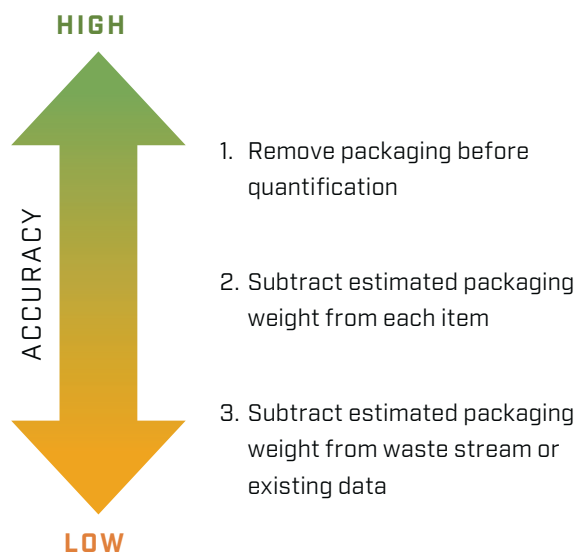 HIGH
1. Remove packaging before
quantification
ACCURACY
2. Subtract estimated packaging
weight from each item
3. Subtract estimated packaging
weight from waste stream or
existing data
LOW